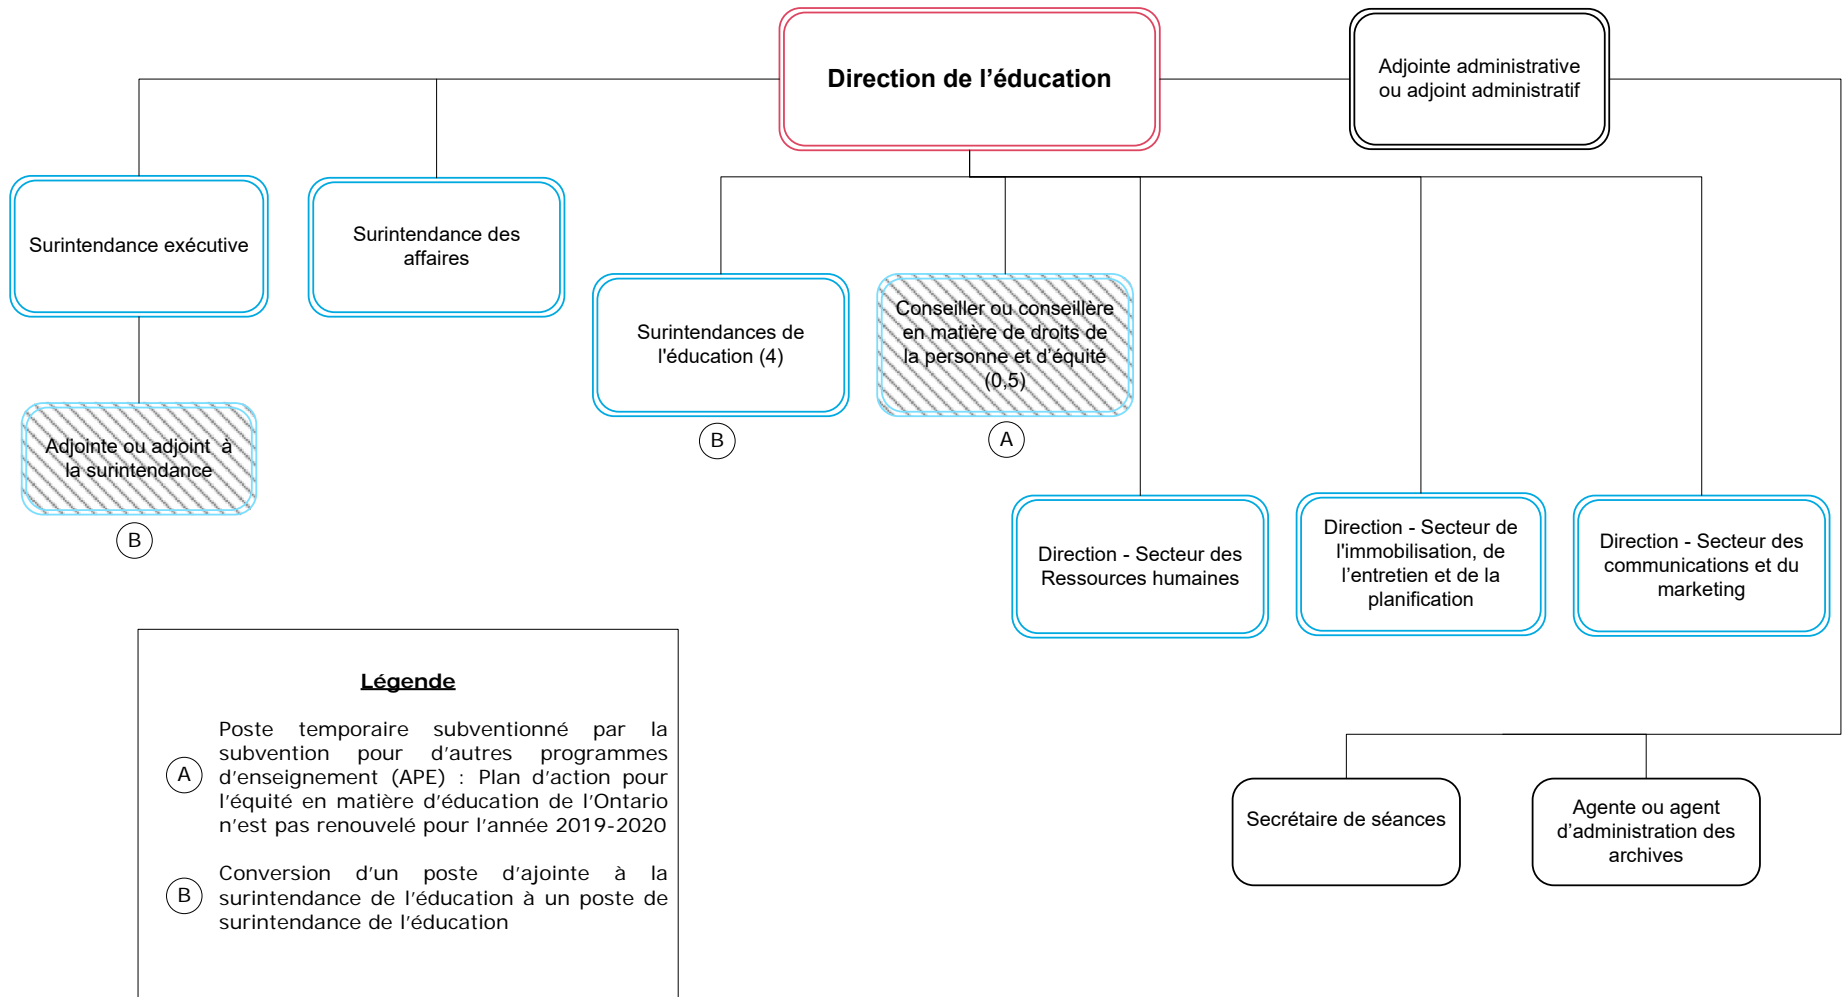 Direction de l'éducation
Adjointe administrative
ou adjoint administratif
Surintendance exécutive
Surintendance des
affaires
Surintendances de
l'éducation (4)
Conseiller ou conseillère
en matière de droits de
la personne et d'équité
(0,5)
B
A
Adjointe ou adjoint à
la surintendance
B
Direction - Secteur des
Ressources humaines
Direction - Secteur de
l'immobilisation, de
l'entretien et de la
planification
Direction - Secteur des
communications et du
marketing
Légende
A
Poste temporaire subventionné par la
subvention pour d'autres programmes
d'enseignement (APE) : Plan d'action pour
l'équité en matière d'éducation de l'Ontario
n'est pas renouvelé pour l'année 2019-2020
B
Conversion d'un poste d'ajointe à la
surintendance de l'éducation à un poste de
surintendance de l'éducation
Secrétaire de séances
Agente ou agent
d'administration des
archives